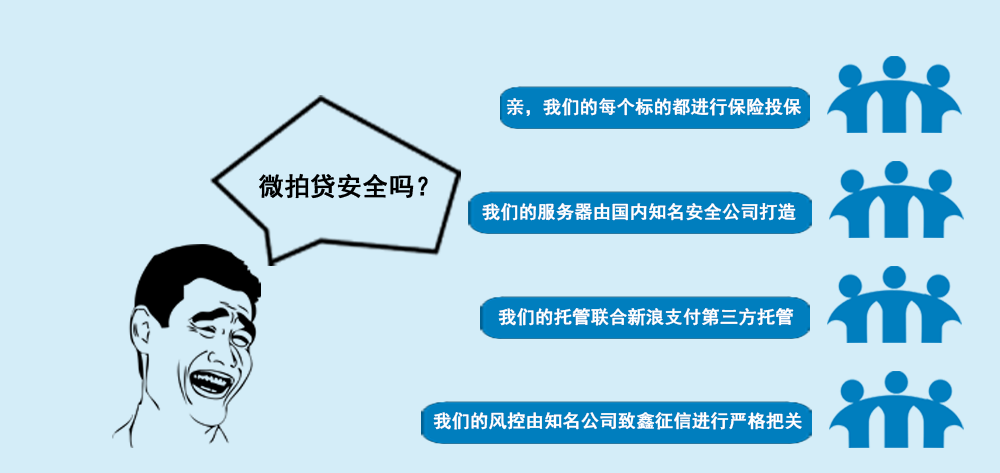 亲，我们的每个标的都进行保险投保
微拍贷安全吗？
我们的服务器由国内知名安全公司打造
我们的托管联合新浪支付第三方托管
我们的风控由知名公司致鑫征信进行严格把关